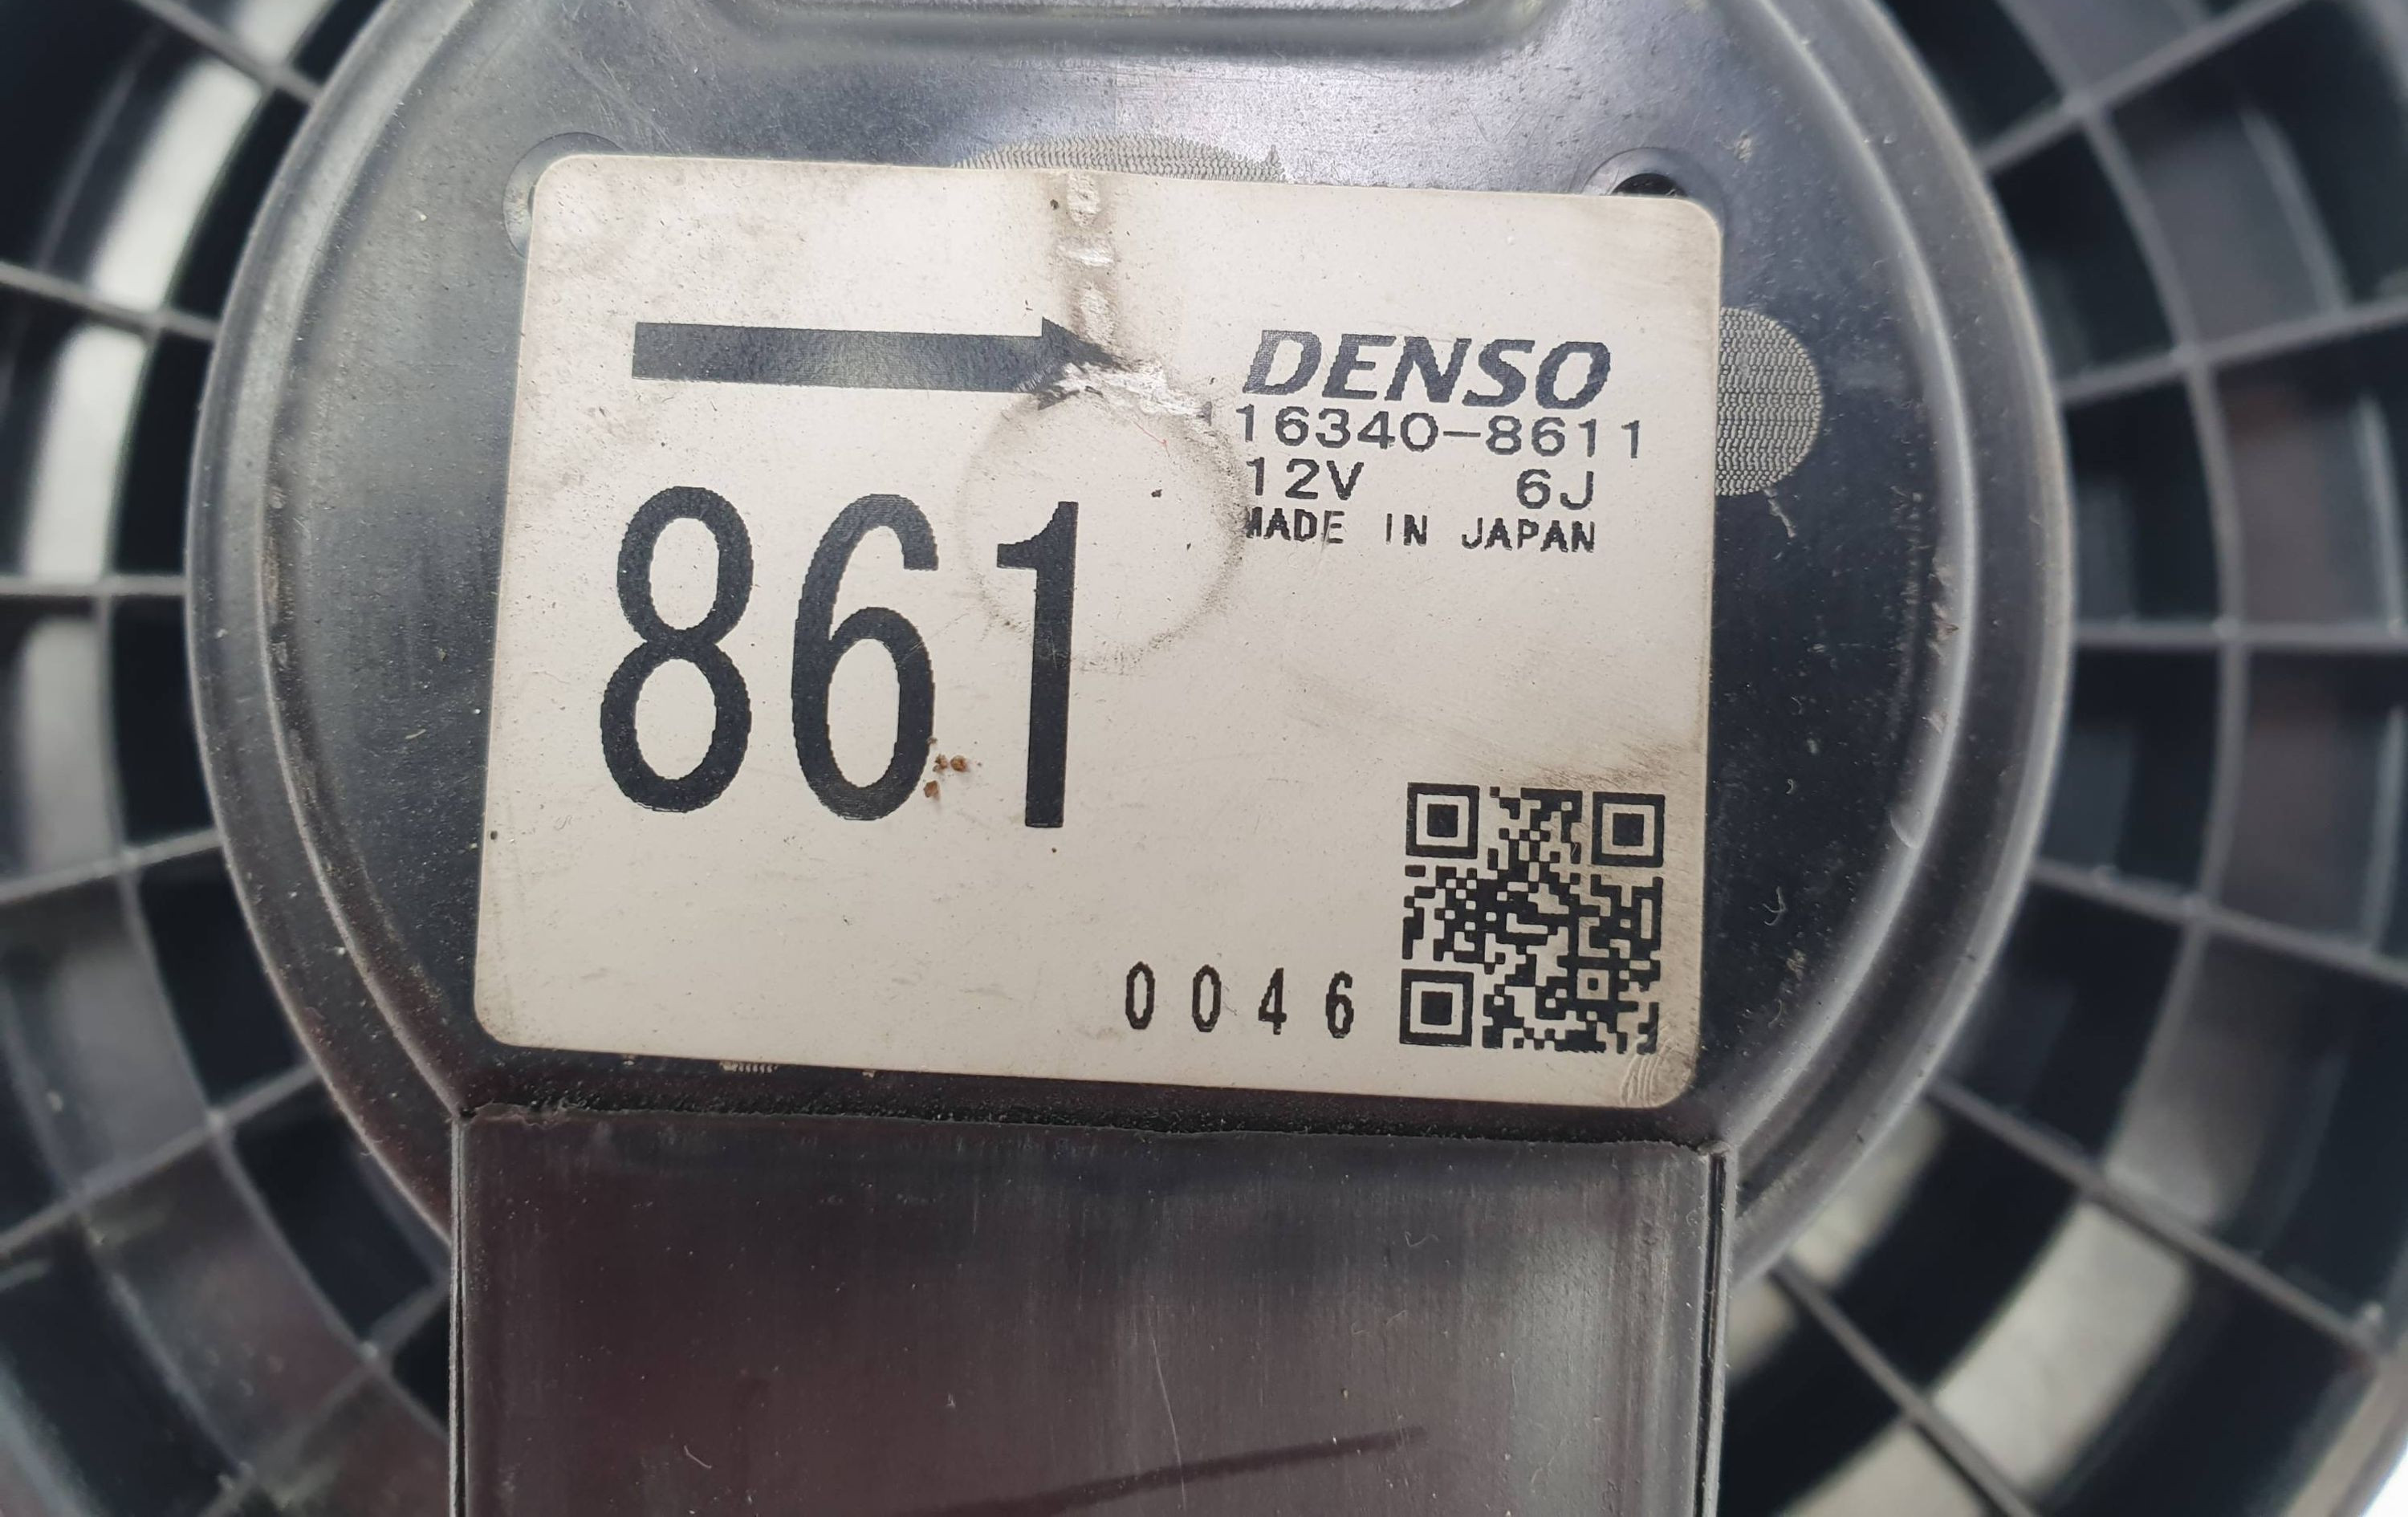 DENSO
16340-8611
12V 6J
MADE IN JAPAN
861
0046